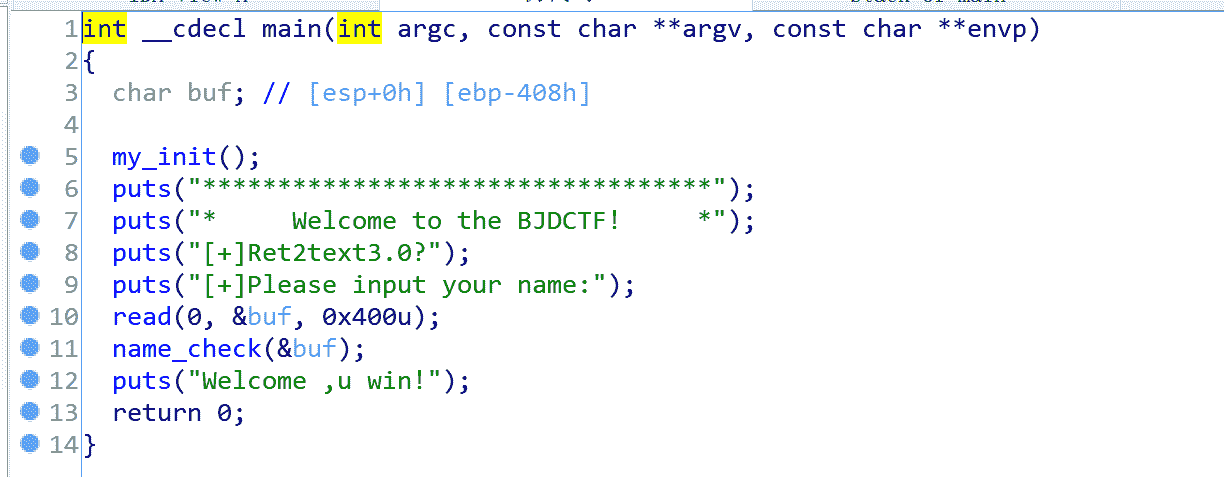 1 int __cdecl main(int argc, const char **argv, const char **envp)
2 {
3   char buf; // [esp+0h] [ebp-408h]
4
5   my_init();
6   puts("**********************************");
7   puts("*     Welcome to the BJDCTF!     *");
8   puts("[+]Ret2text3.0?");
9   puts("[+]Please input your name:");
10   read(0, &buf, 0x400u);
11   name_check(&buf);
12   puts("Welcome ,u win!");
13   return 0;
14 }